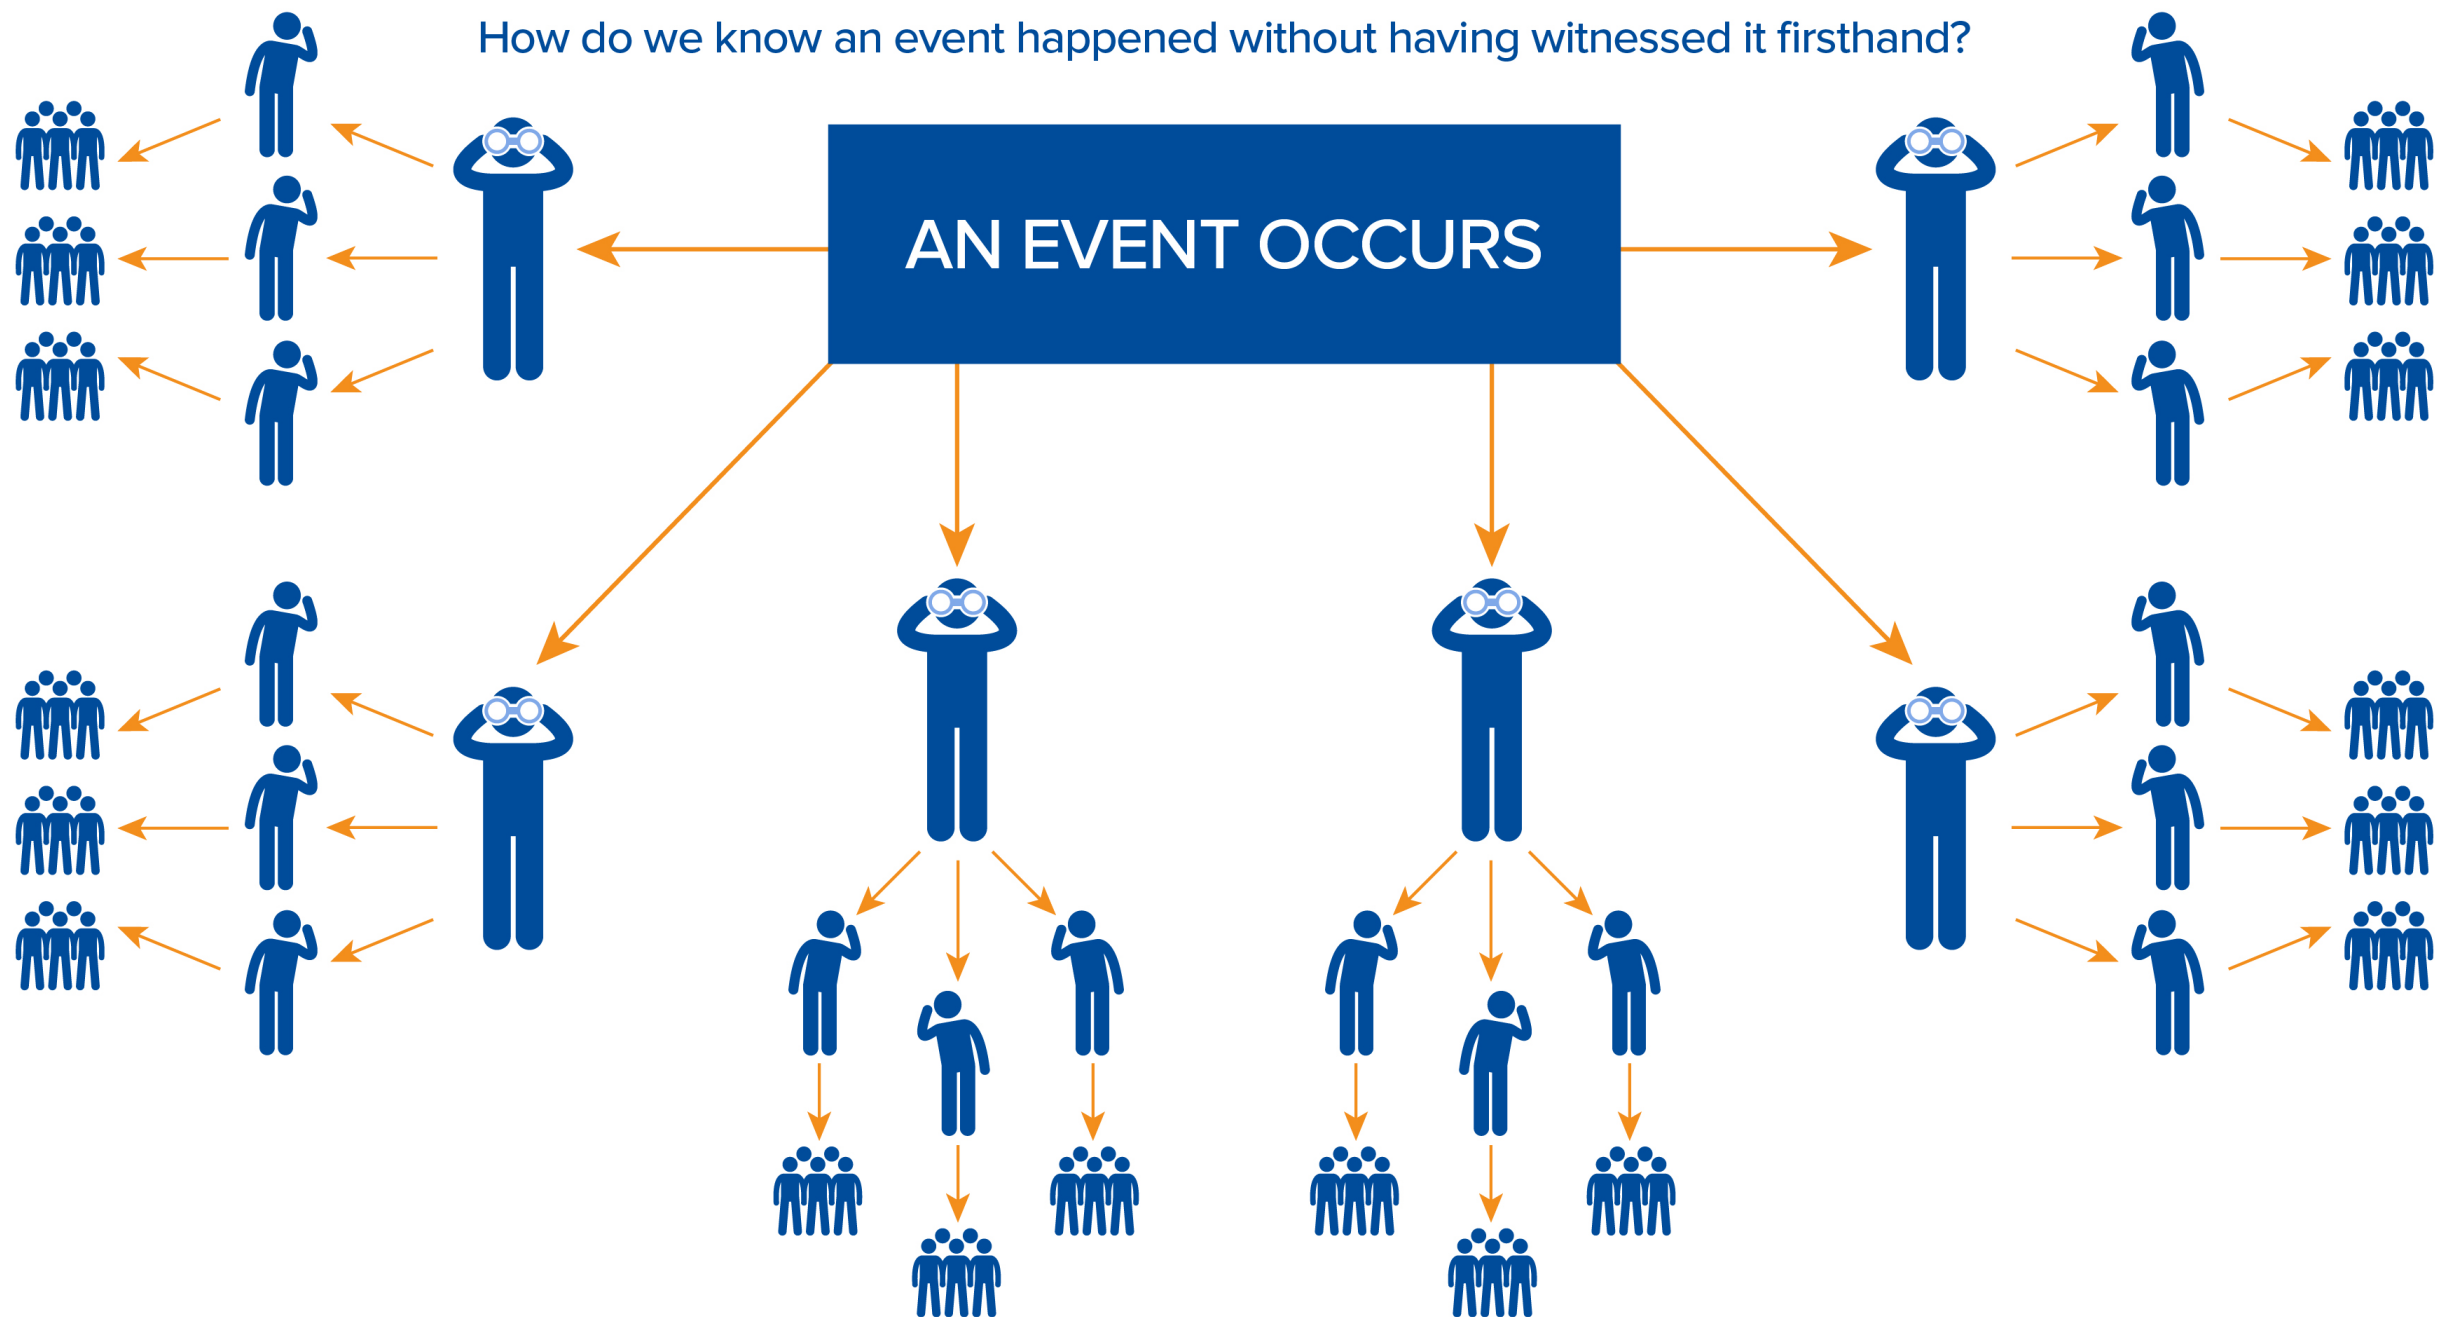 How do we know an event happened without having witnessed it firsthand?
AN EVENT OCCURS